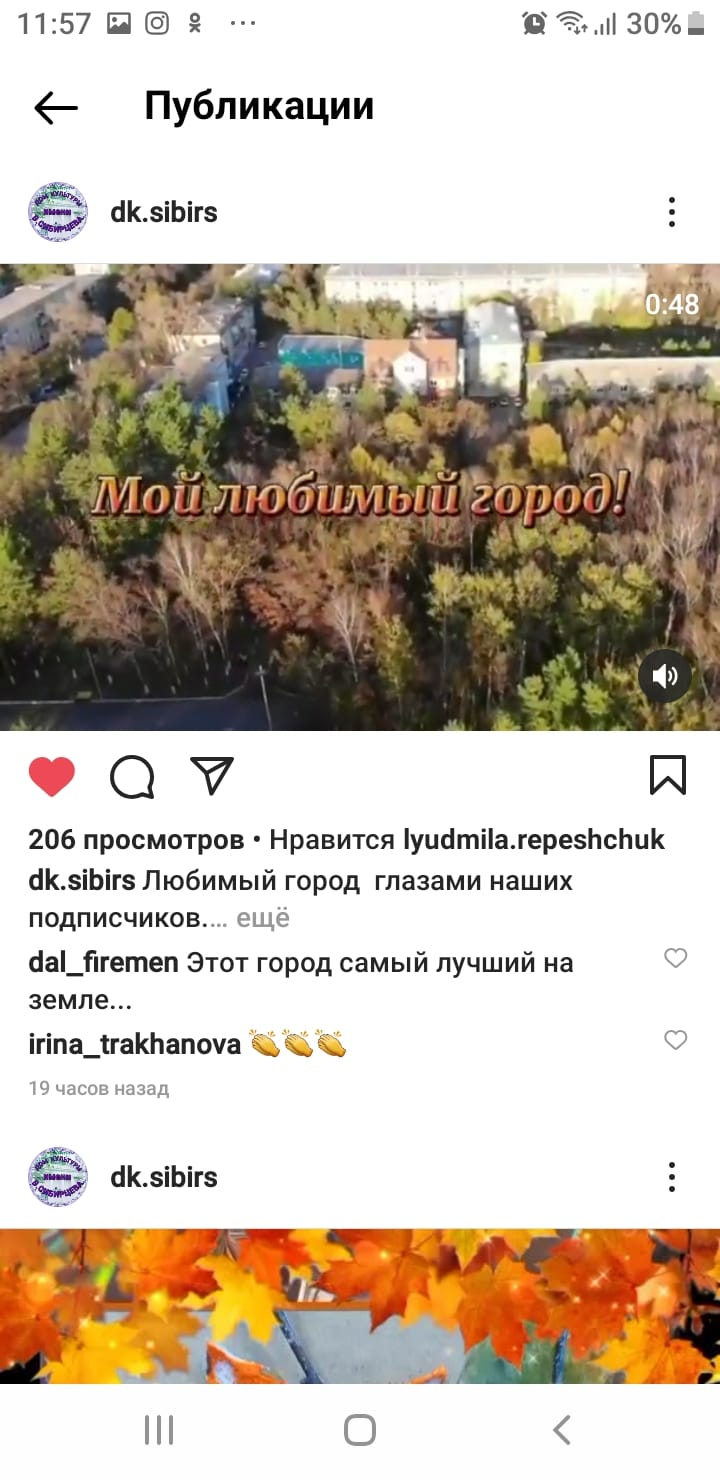 11:57
30%
Публикации
dk.sibirs
0:48
Мой любимый город!
206 просмотров • Нравится lyudmila.repeshchuk
dk.sibirs Любимый город глазами наших
подписчиков.... ещё
dal_firemen Этот город самый лучший на
земле...
irina_trakhanova 👏👏👏
19 часов назад
dk.sibirs